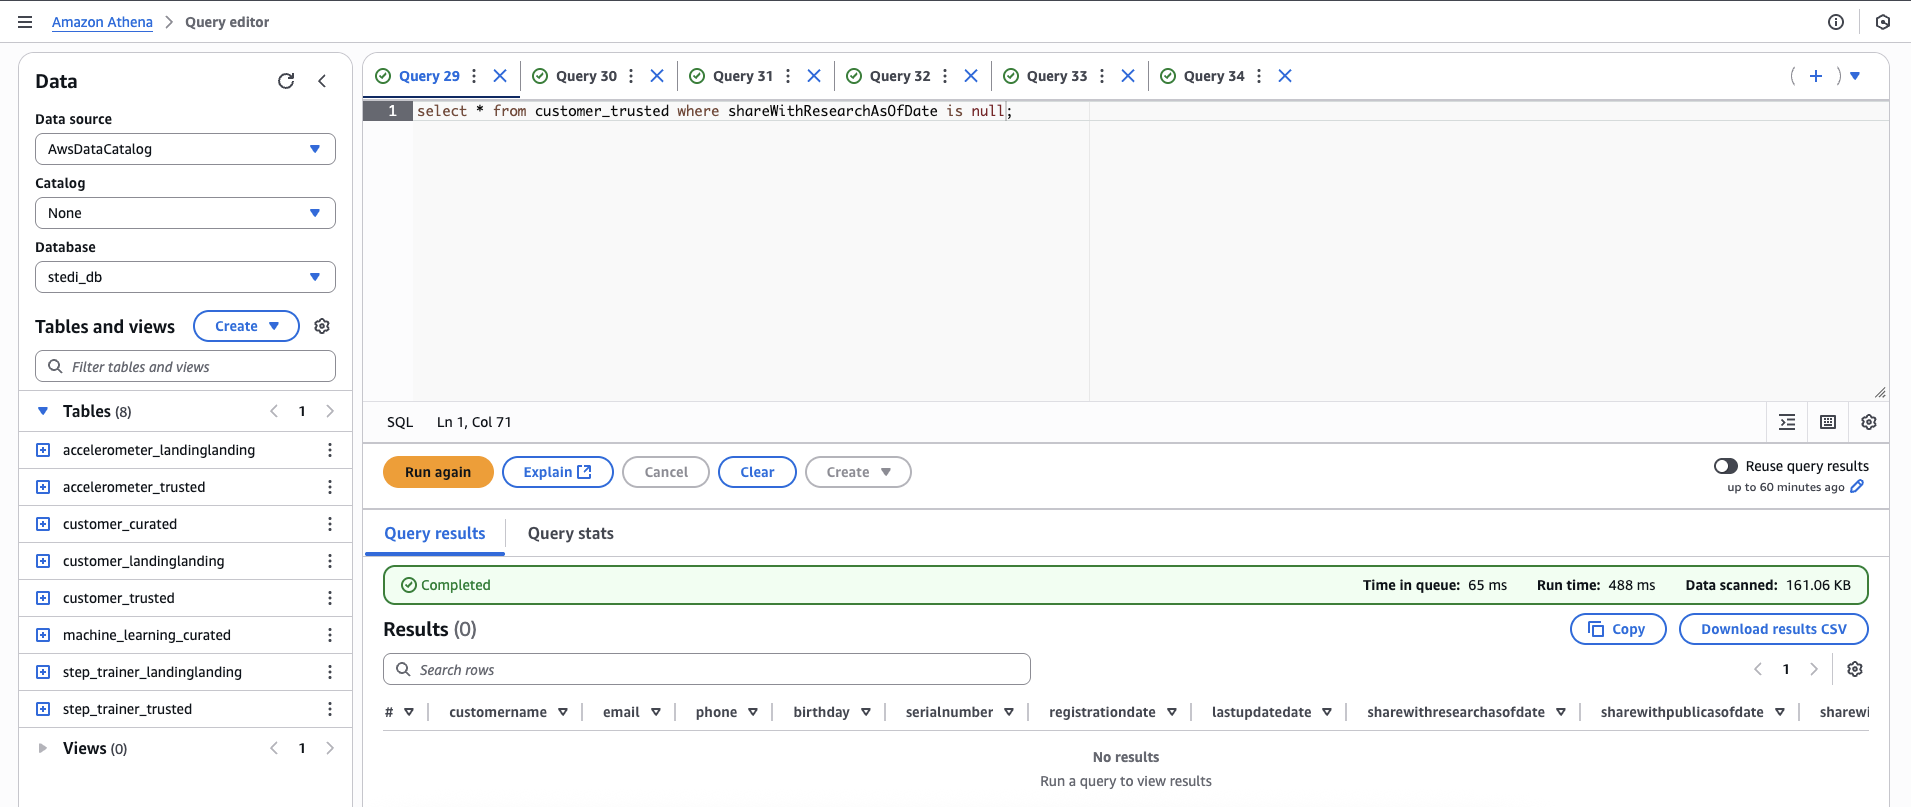 Amazon Athena > Query editor
Data
Data source
AwsDataCatalog
Catalog
None
Database
stedi_db
Tables and views
Create
Filter tables and views
Tables (8)
1
accelerometer_landinglanding
accelerometer_trusted
customer_curated
customer_landinglanding
customer_trusted
machine_learning_curated
step_trainer_landinglanding
step_trainer_trusted
Views (0)
1
Query 29
Query 30
Query 31
Query 32
Query 33
Query 34
1 select * from customer_trusted where shareWithResearchAsOfDate is null;
SQL Ln 1, Col 71
Run again Explain Cancel Clear Create
Reuse query results
up to 60 minutes ago
Query results Query stats
Completed Time in queue: 65 ms Run time: 488 ms Data scanned: 161.06 KB
Results (0)
Copy Download results CSV
Search rows
1
# customername email phone birthday serialnumber registrationdate lastupdatedate sharewithresearchasofdate sharewithpublicasofdate sharewi
No results
Run a query to view results